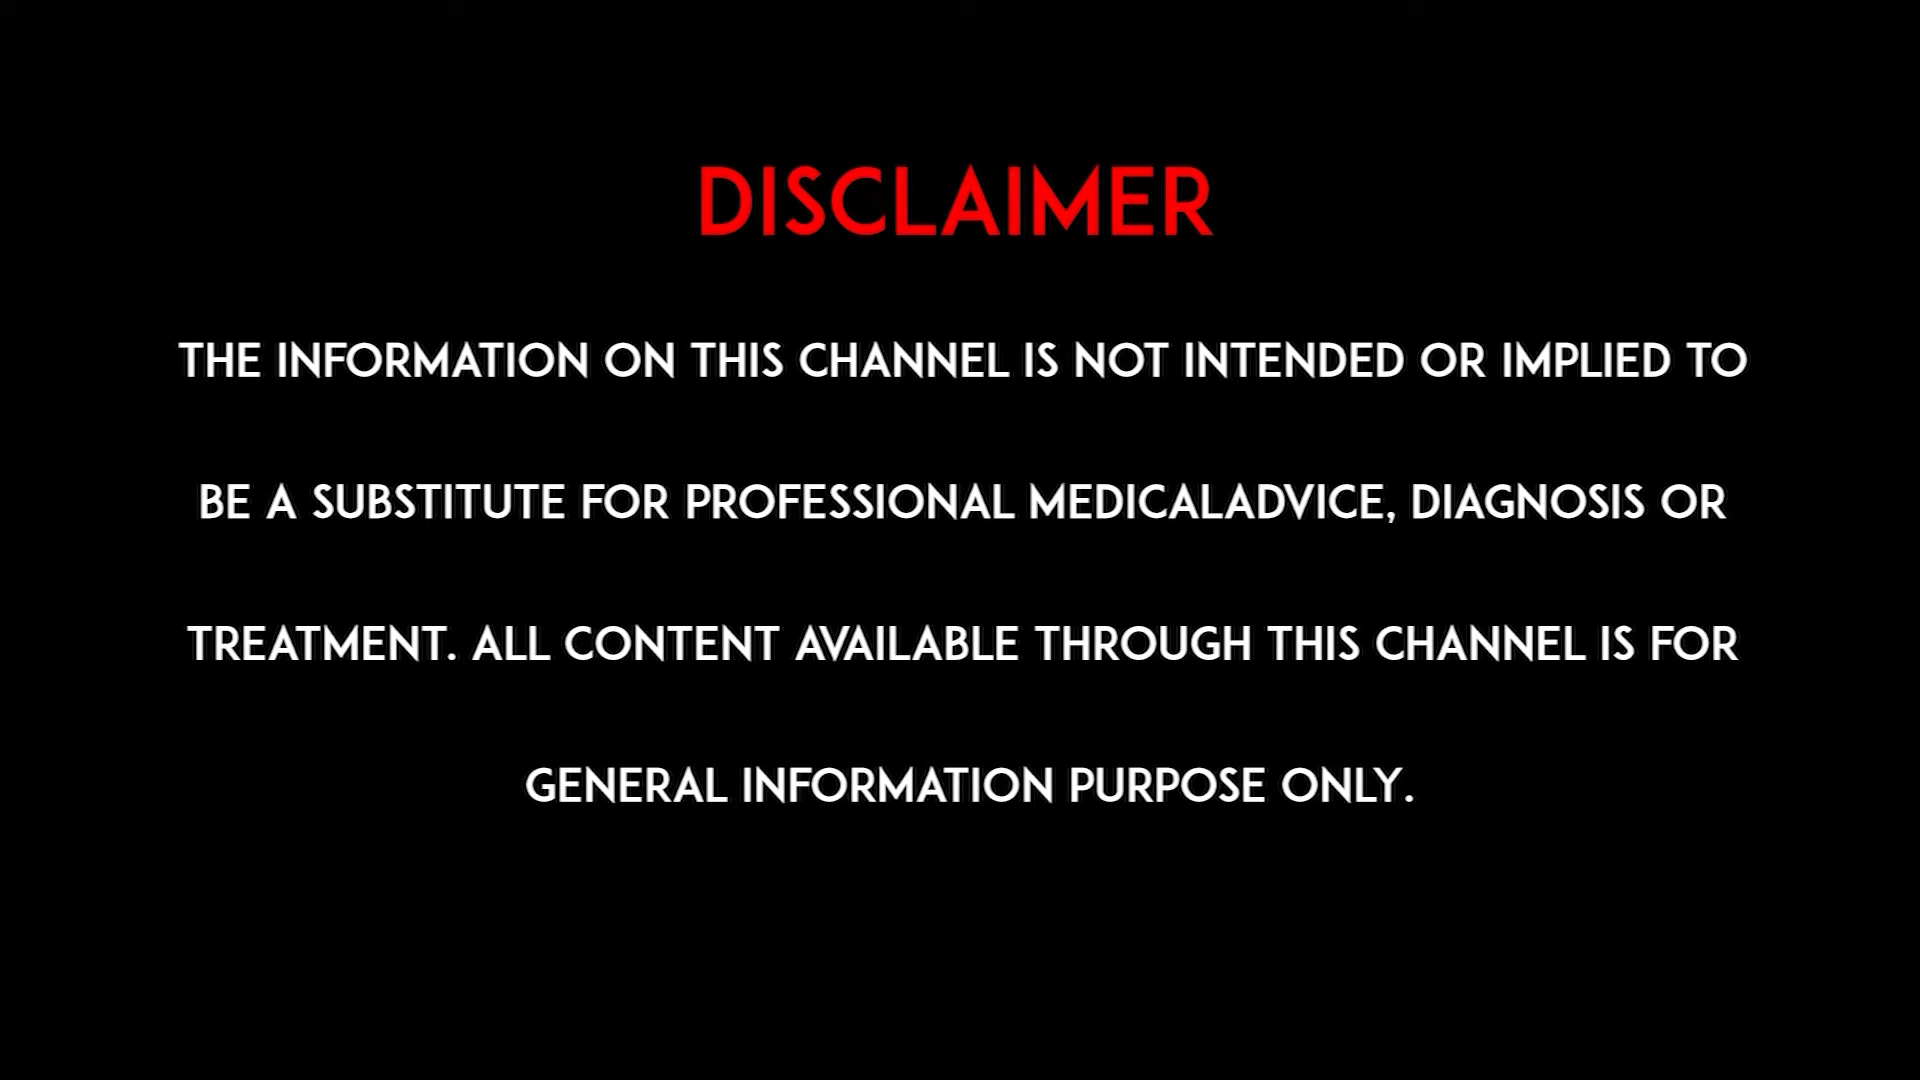 DISCLAIMER
THE INFORMATION ON THIS CHANNEL IS NOT INTENDED OR IMPLIED TO
BE A SUBSTITUTE FOR PROFESSIONAL MEDICALADVICE, DIAGNOSIS OR
TREATMENT. ALL CONTENT AVAILABLE THROUGH THIS CHANNEL IS FOR
GENERAL INFORMATION PURPOSE ONLY.